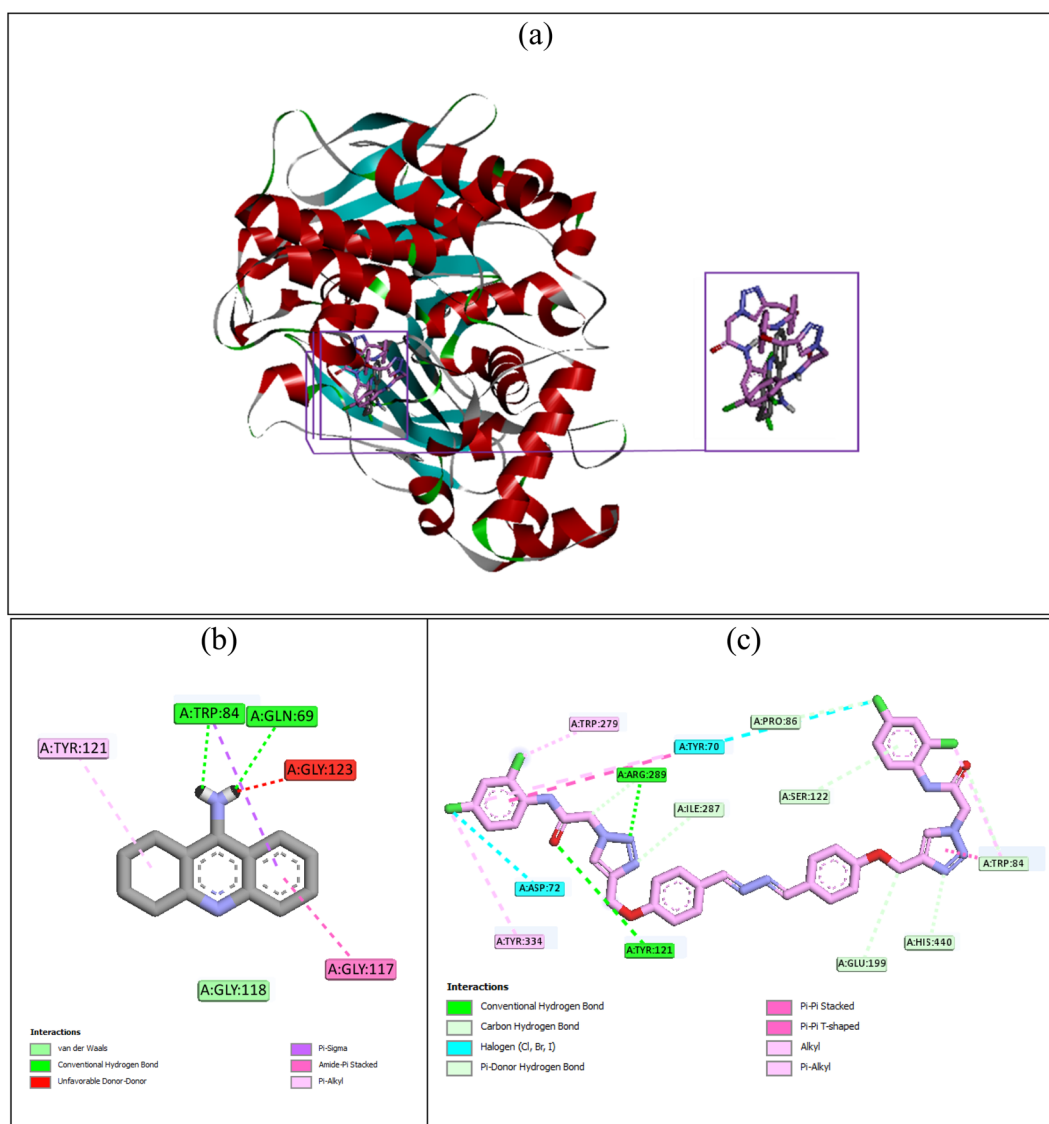 (a)
(b)
A:TRP:84
A:GLN:69
A:TYR:121
A:GLY:123
A:GLY:117
A:GLY:118
Interactions
van der Waals
Conventional Hydrogen Bond
Unfavorable Donor-Donor
Pi-Sigma
Amide-Pi Stacked
Pi-Alkyl
(c)
A:TRP:279
A:TYR:70
A:PRO:86
A:ARG:289
A:ILE:287
A:SER:122
A:TRP:84
A:ASP:72
A:TYR:334
A:TYR:121
A:HIS:440
A:GLU:199
Interactions
Conventional Hydrogen Bond
Carbon Hydrogen Bond
Halogen (Cl, Br, I)
Pi-Donor Hydrogen Bond
Pi-Pi Stacked
Pi-Pi T-shaped
Alkyl
Pi-Alkyl